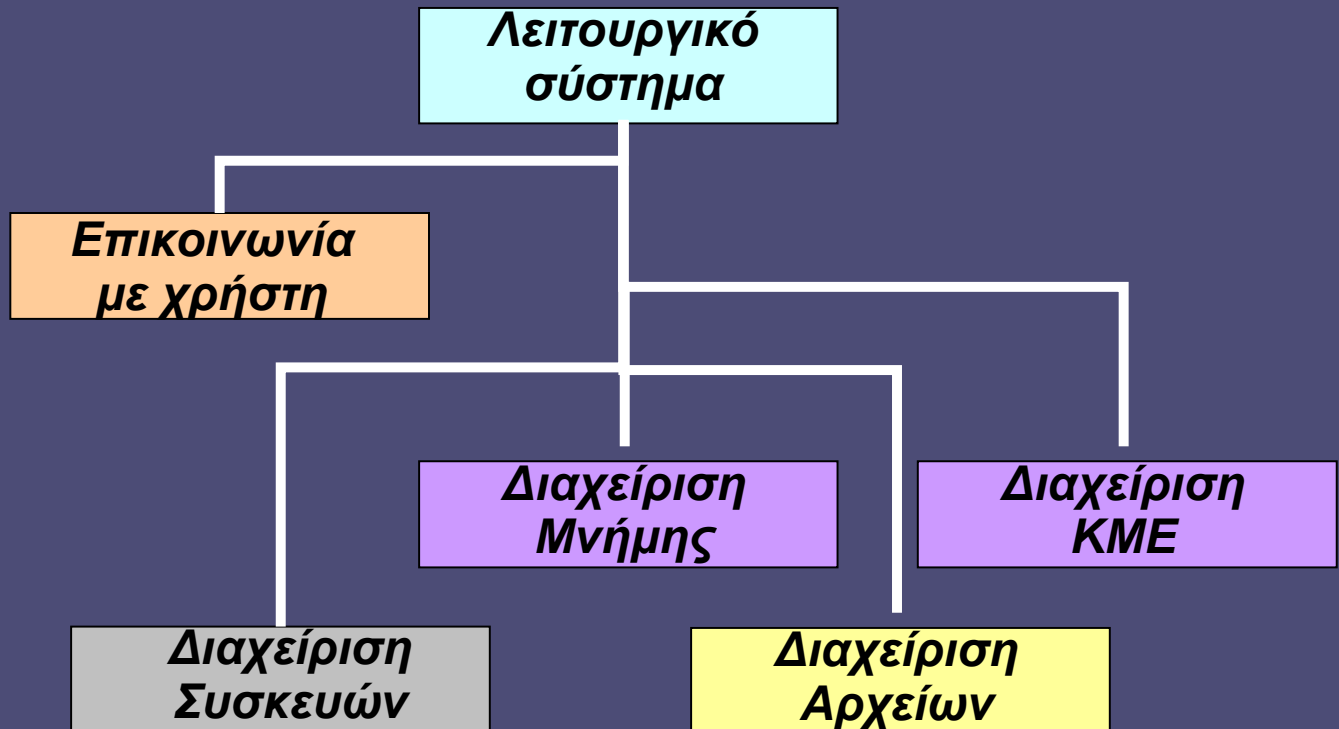 Λειτουργικό
σύστημα
Επικοινωνία
με χρήστη
Διαχείριση
Μνήμης
Διαχείριση
ΚΜΕ
Διαχείριση
Συσκευών
Διαχείριση
Αρχείων